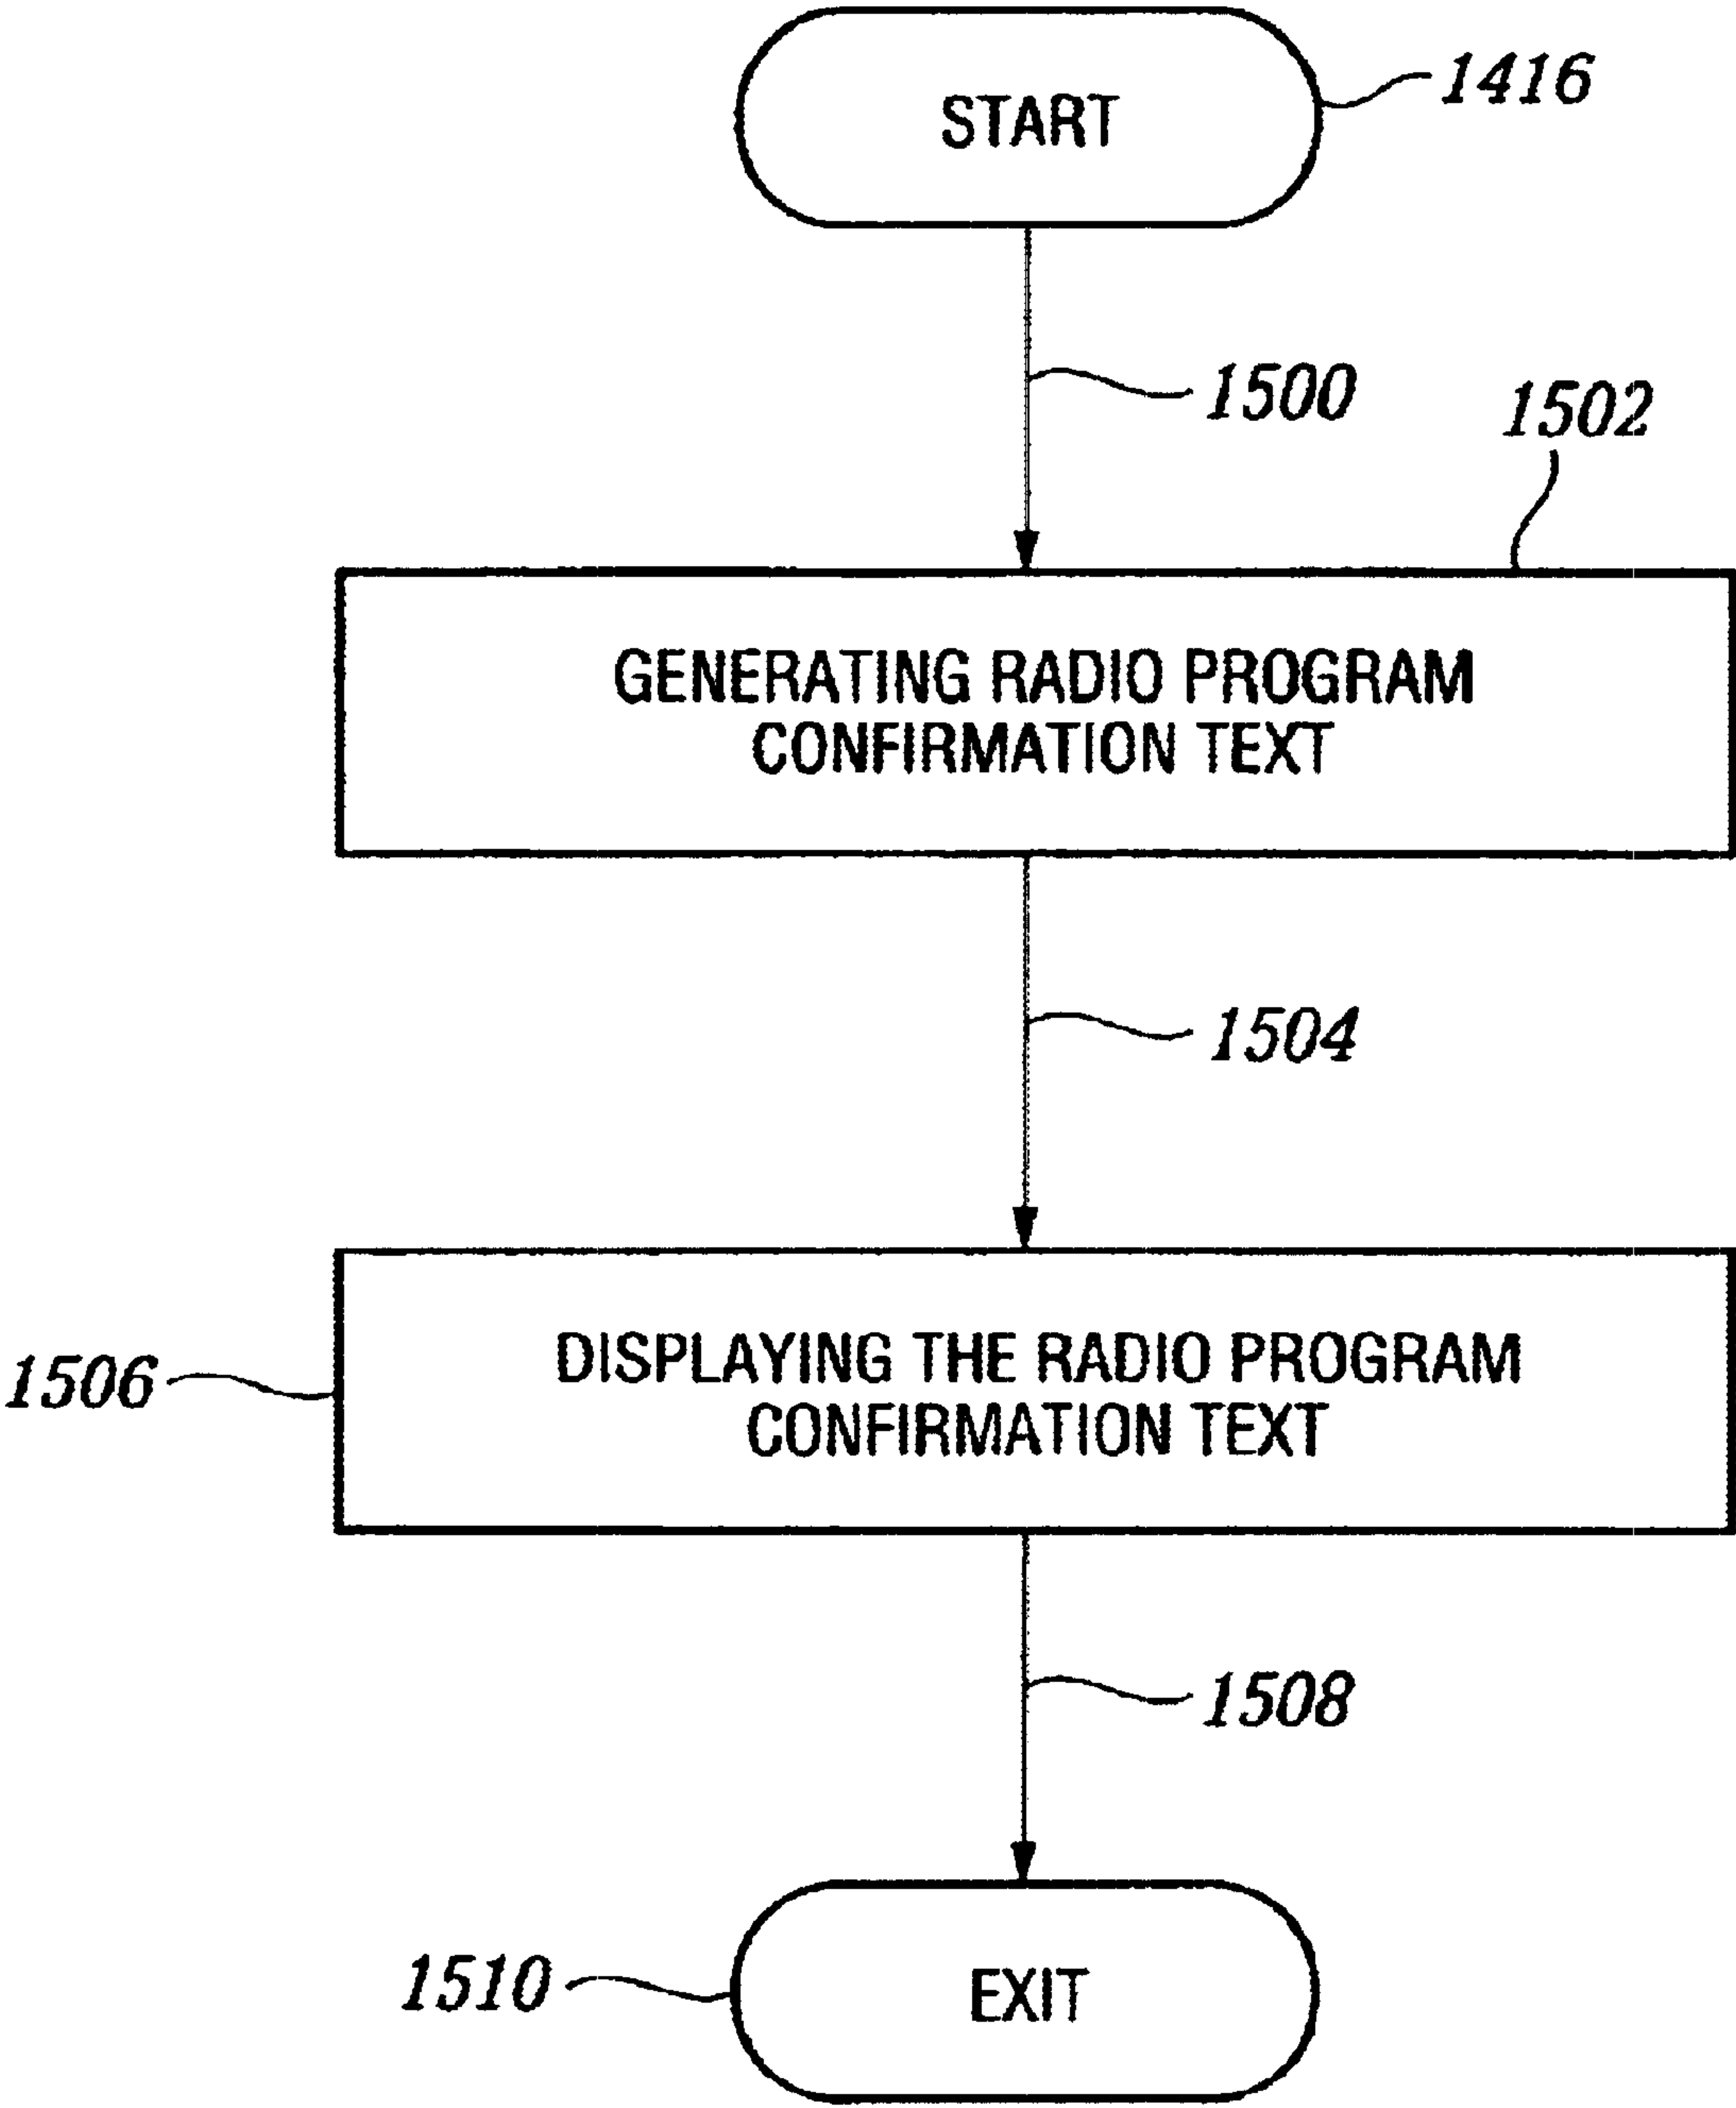 START
1416
1500
1502
GENERATING RADIO PROGRAM
CONFIRMATION TEXT
1504
DISPLAYING THE RADIO PROGRAM
CONFIRMATION TEXT
1506
1508
EXIT
1510